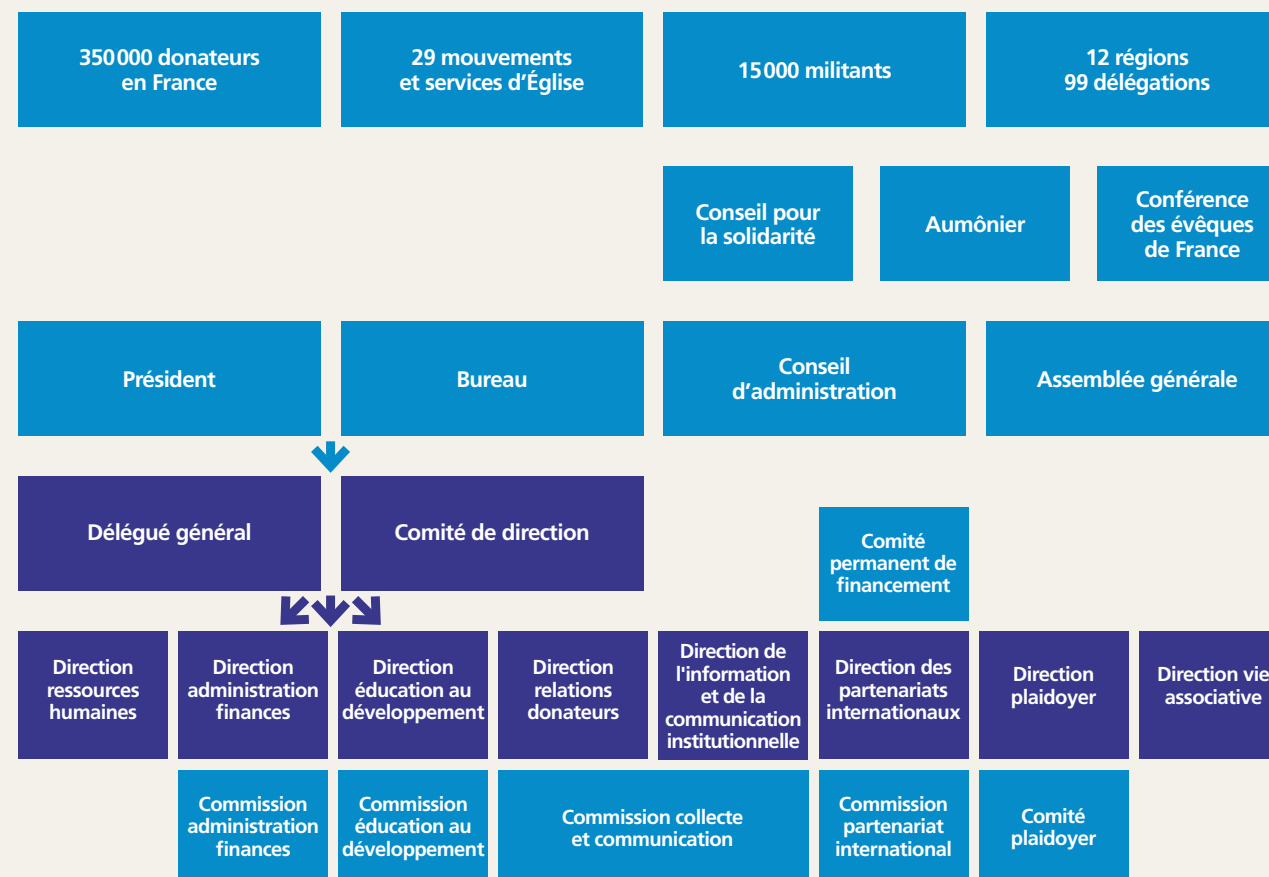 350 000 donateurs
en France
29 mouvements
et services d’Église
15 000 militants
12 régions
99 délégations
Conseil pour
la solidarité
Aumônier
Conférence
des évêques
de France
Président
Bureau
Conseil
d’administration
Assemblée générale
Délégué général
Comité de direction
Comité
permanent de
financement
Direction
ressources
humaines
Direction
administration
finances
Direction
éducation au
développement
Direction
relations
donateurs
Direction de
l'information
et de la
communication
institutionnelle
Direction des
partenariats
internationaux
Direction
plaidoyer
Direction vie
associative
Commission
administration
finances
Commission
éducation au
développement
Commission collecte
et communication
Commission
partenariat
international
Comité
plaidoyer